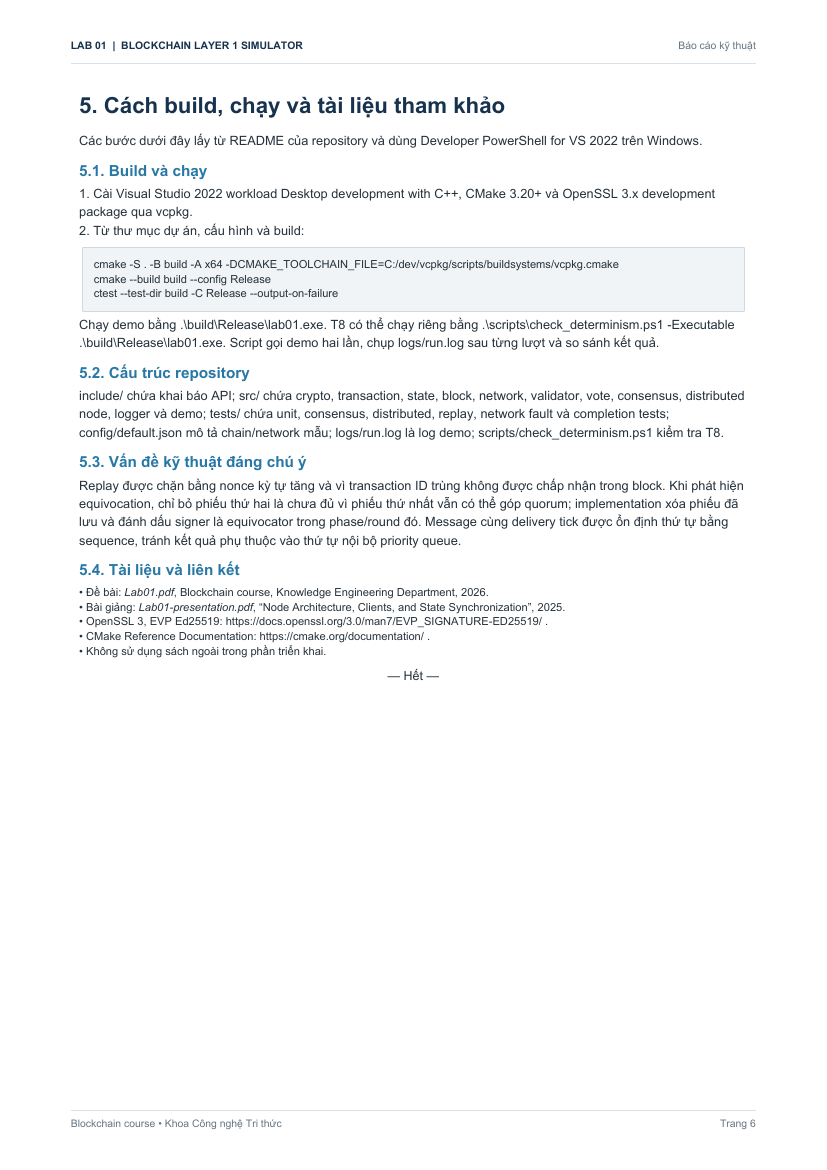 LAB 01 | BLOCKCHAIN LAYER 1 SIMULATOR
Báo cáo kỹ thuật
5. Cách build, chạy và tài liệu tham khảo
Các bước dưới đây lấy từ README của repository và dùng Developer PowerShell for VS 2022 trên Windows.
5.1. Build và chạy
1. Cài Visual Studio 2022 workload Desktop development with C++, CMake 3.20+ và OpenSSL 3.x development
package qua vcpkg.
2. Từ thư mục dự án, cấu hình và build:
cmake -S . -B build -A x64 -DCMAKE_TOOLCHAIN_FILE=C:/dev/vcpkg/scripts/buildsystems/vcpkg.cmake
cmake --build build --config Release
ctest --test-dir build -C Release --output-on-failure
Chạy demo bằng .\build\Release\lab01.exe. T8 có thể chạy riêng bằng .\scripts\check_determinism.ps1 -Executable
.\build\Release\lab01.exe. Script gọi demo hai lần, chụp logs/run.log sau từng lượt và so sánh kết quả.
5.2. Cấu trúc repository
include/ chứa khai báo API; src/ chứa crypto, transaction, state, block, network, validator, vote, consensus, distributed
node, logger và demo; tests/ chứa unit, consensus, distributed, replay, network fault và completion tests;
config/default.json mô tả chain/network mẫu; logs/run.log là log demo; scripts/check_determinism.ps1 kiểm tra T8.
5.3. Vấn đề kỹ thuật đáng chú ý
Replay được chặn bằng nonce kỳ tự tăng và vì transaction ID trùng không được chấp nhận trong block. Khi phát hiện
equivocation, chỉ bỏ phiếu thứ hai là chưa đủ vì phiếu thứ nhất vẫn có thể góp quorum; implementation xóa phiếu đã
lưu và đánh dấu signer là equivocator trong phase/round đó. Message cùng delivery tick được ổn định thứ tự bằng
sequence, tránh kết quả phụ thuộc vào thứ tự nội bộ priority queue.
5.4. Tài liệu và liên kết
• Đề bài: Lab01.pdf, Blockchain course, Knowledge Engineering Department, 2026.
• Bài giảng: Lab01-presentation.pdf, “Node Architecture, Clients, and State Synchronization”, 2025.
• OpenSSL 3, EVP Ed25519: https://docs.openssl.org/3.0/man7/EVP_SIGNATURE-ED25519/ .
• CMake Reference Documentation: https://cmake.org/documentation/ .
• Không sử dụng sách ngoài trong phần triển khai.
— Hết —
Blockchain course • Khoa Công nghệ Tri thức
Trang 6